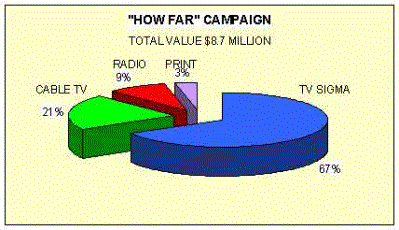 "HOW FAR" CAMPAIGN
TOTAL VALUE $8.7 MILLION
RADIO
9%
PRINT
3%
CABLE TV
21%
TV SIGMA
67%